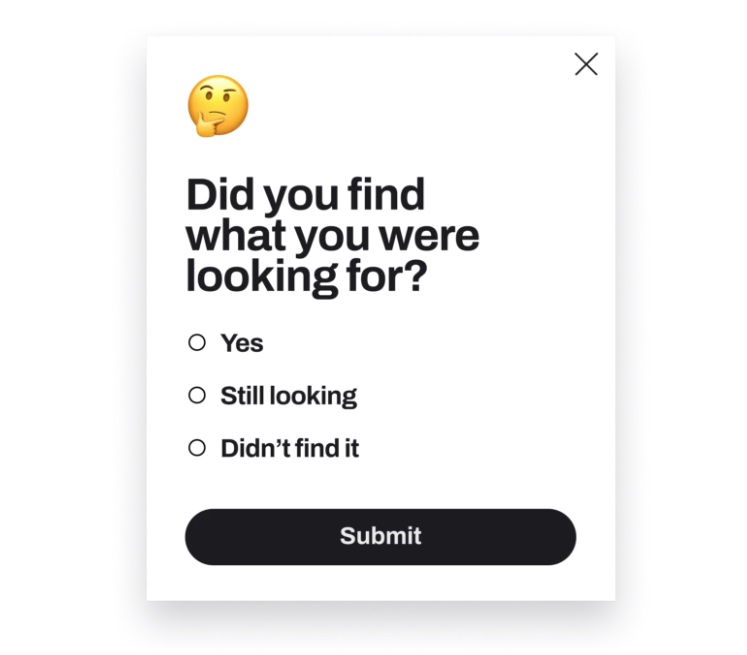 Did you find
what you were
looking for?
Yes
Still looking
Didn’t find it
Submit